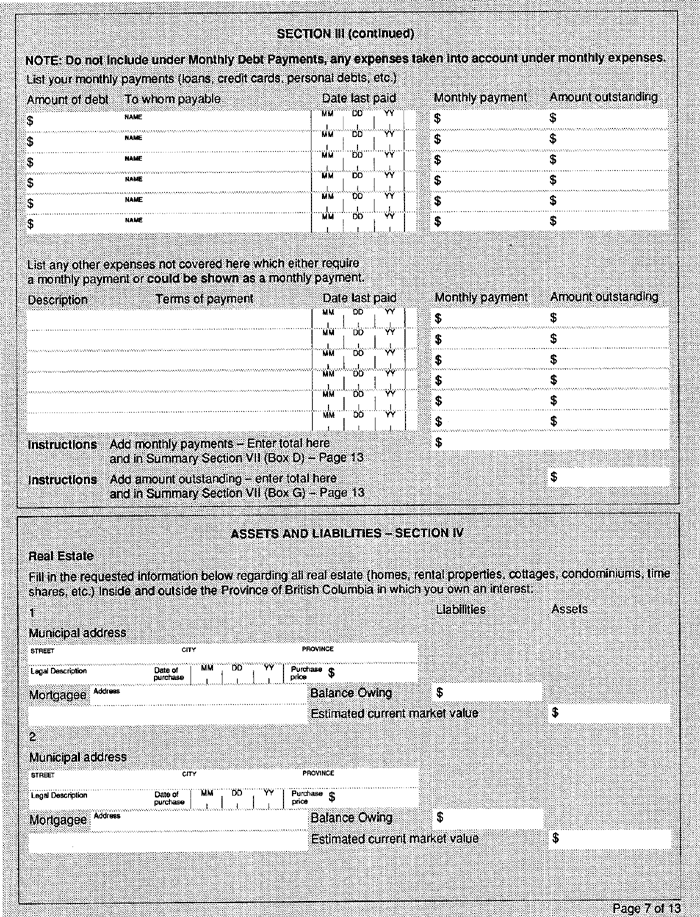 SECTION III (continued)
NOTE: Do not include under Monthly Debt Payments, any expenses taken into account under monthly expenses.
List your monthly payments (loans, credit cards, personal debts, etc.)
Amount of debt To whom payable Date last paid Monthly payment Amount outstanding
$ NAME MM DD YY $ $
$ NAME MM DD YY $ $
$ NAME MM DD YY $ $
$ NAME MM DD YY $ $
$ NAME MM DD YY $ $
$ NAME MM DD YY $ $
List any other expenses not covered here which either require
a monthly payment or could be shown as a monthly payment.
Description Terms of payment Date last paid Monthly payment Amount outstanding
MM DD YY $ $
MM DD YY $ $
MM DD YY $ $
MM DD YY $ $
MM DD YY $ $
MM DD YY $ $
Instructions Add monthly payments – Enter total here $
and in Summary Section VII (Box D) – Page 13
Instructions Add amount outstanding – enter total here $
and in Summary Section VII (Box G) – Page 13
ASSETS AND LIABILITIES – SECTION IV
Real Estate
Fill in the requested information below regarding all real estate (homes, rental properties, cottages, condominiums, time
shares, etc.) Inside and outside the Province of British Columbia in which you own an interest:
1 Liabilities Assets
Municipal address
STREET CITY PROVINCE
Legal Description Date of purchase MM DD YY Purchase price $
Mortgagee Address Balance Owing $
Estimated current market value $
2
Municipal address
STREET CITY PROVINCE
Legal Description Date of purchase MM DD YY Purchase price $
Mortgagee Address Balance Owing $
Estimated current market value $
Page 7 of 13